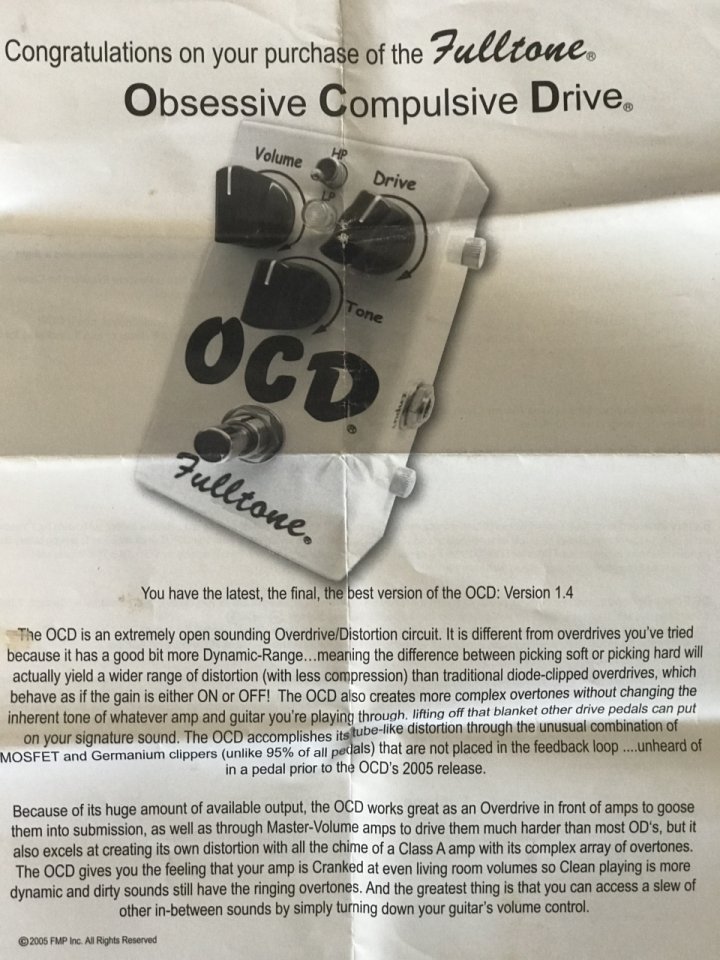 Congratulations on your purchase of the Fulltone®
Obsessive Compulsive Drive®
Volume
HP
LP
Drive
Tone
OCD®
Fulltone®
You have the latest, the final, the best version of the OCD: Version 1.4
The OCD is an extremely open sounding Overdrive/Distortion circuit. It is different from overdrives you've tried
because it has a good bit more Dynamic-Range…meaning the difference between picking soft or picking hard will
actually yield a wider range of distortion (with less compression) than traditional diode-clipped overdrives, which
behave as if the gain is either ON or OFF! The OCD also creates more complex overtones without changing the
inherent tone of whatever amp and guitar you're playing through, lifting off that blanket other drive pedals can put
on your signature sound. The OCD accomplishes its tube-like distortion through the unusual combination of
MOSFET and Germanium clippers (unlike 95% of all pedals) that are not placed in the feedback loop ....unheard of
in a pedal prior to the OCD's 2005 release.
Because of its huge amount of available output, the OCD works great as an Overdrive in front of amps to goose
them into submission, as well as through Master-Volume amps to drive them much harder than most OD's, but it
also excels at creating its own distortion with all the chime of a Class A amp with its complex array of overtones.
The OCD gives you the feeling that your amp is Cranked at even living room volumes so Clean playing is more
dynamic and dirty sounds still have the ringing overtones. And the greatest thing is that you can access a slew of
other in-between sounds by simply turning down your guitar's volume control.
©2005 FMP Inc. All Rights Reserved